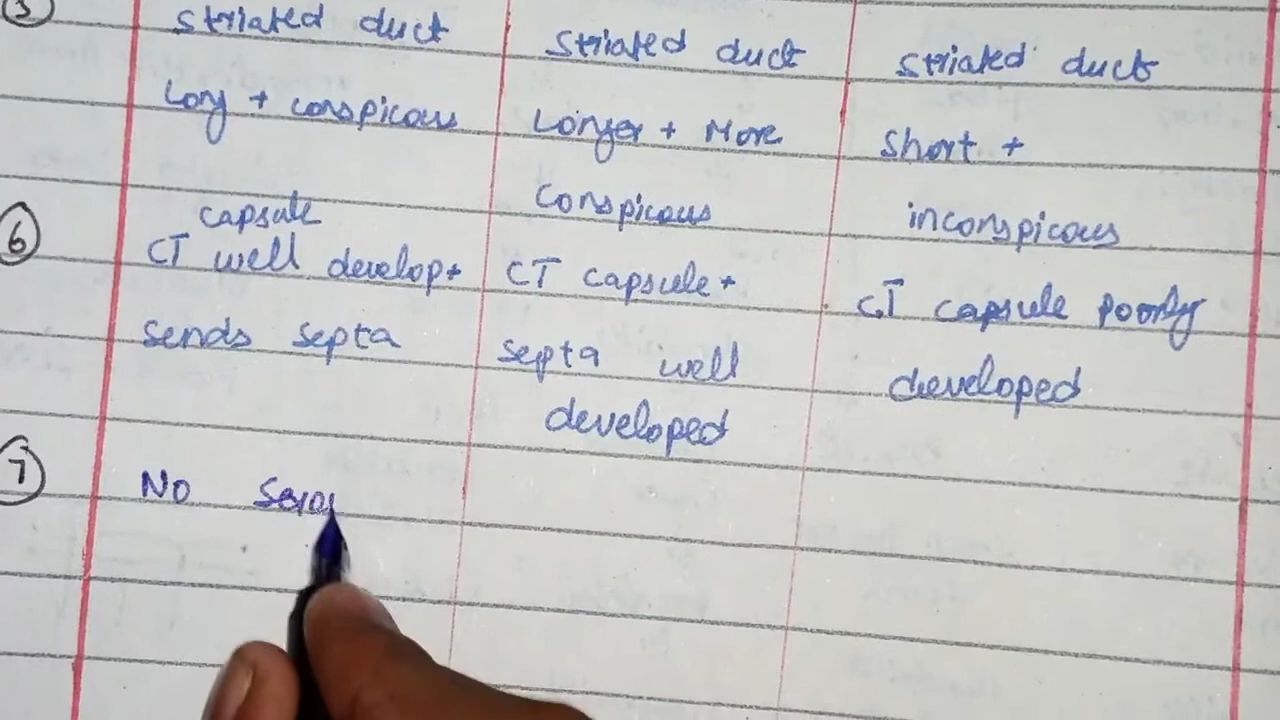 5
striated duct
Long + conspicous
striated duct
Longer + More
conspicous
striated duct
short +
inconspicous
6
capsule
CT well develop+
sends septa
CT capsule +
septa well
developed
CT capsule poorly
developed
7
No